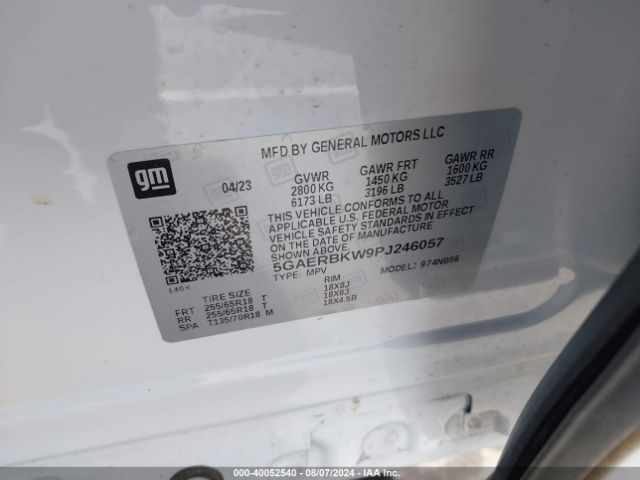 MFD BY GENERAL MOTORS LLC
gm
04/23
GVWR GAWR FRT GAWR RR
2800 KG 1450 KG 1600 KG
6173 LB 3196 LB 3527 LB
THIS VEHICLE CONFORMS TO ALL
APPLICABLE U.S. FEDERAL MOTOR
VEHICLE SAFETY STANDARDS IN EFFECT
ON THE DATE OF MANUFACTURE
SHOWN ABOVE.
5GAERBKW9PJ246057
TYPE: MPV MODEL: 974NB56
140X
TIRE SIZE RIM
FRT 255/65R18 T 18X8J
RR 255/65R18 T 18X8J
SPA T135/70R18 M 18X4.5B
000-40052540 - 08/07/2024 - IAA Inc.